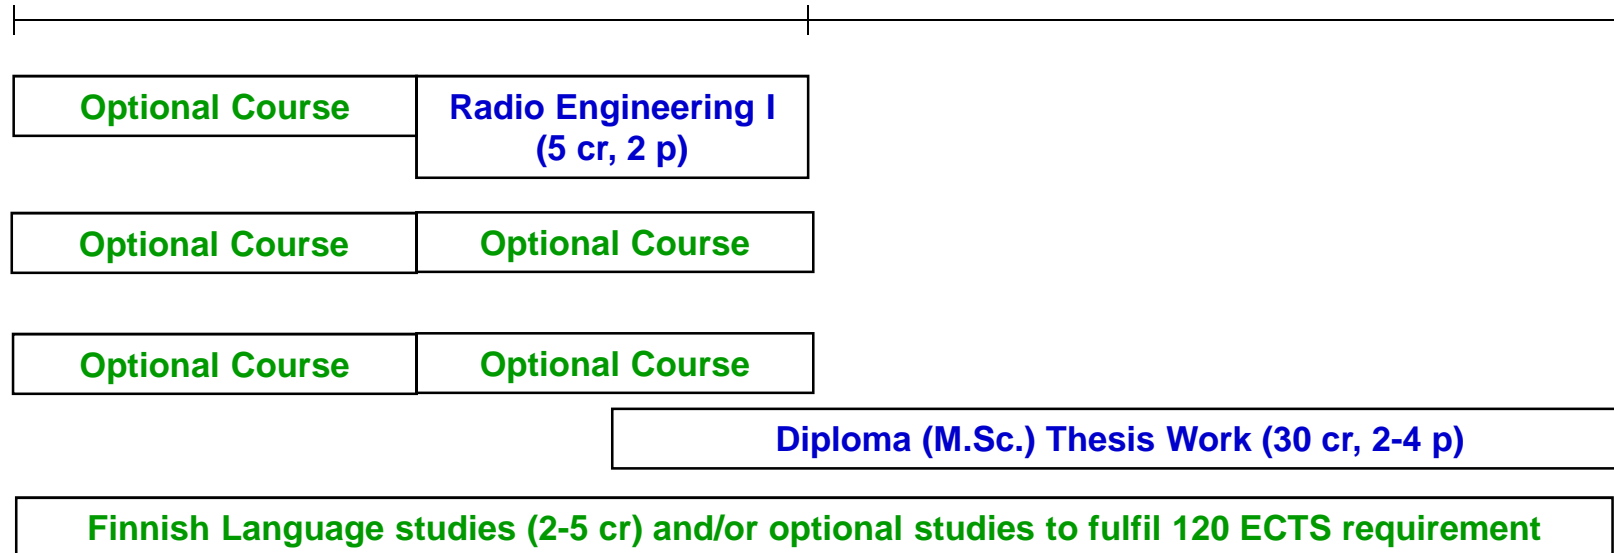 Optional Course
Radio Engineering I
(5 cr, 2 p)
Optional Course
Optional Course
Optional Course
Optional Course
Diploma (M.Sc.) Thesis Work (30 cr, 2-4 p)
Finnish Language studies (2-5 cr) and/or optional studies to fulfil 120 ECTS requirement